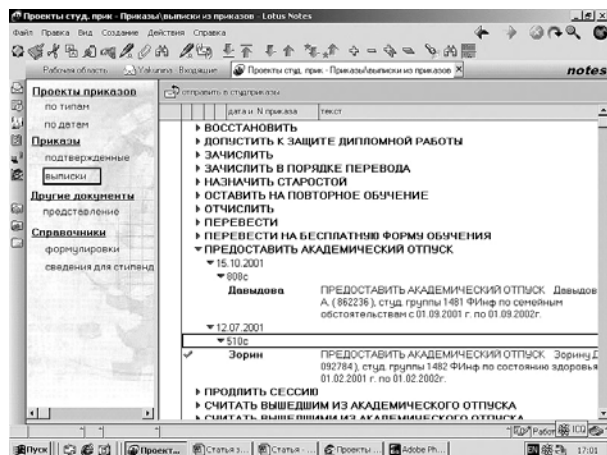 Проекты студ. прик - Приказы\выписки из приказов - Lotus Notes
Файл Правка Вид Создание Действия Справка
Рабочая область Yakunina Входящие Проекты студ. прик - Приказы\выписки из приказов notes
Проекты приказов
по типам
по датам
Приказы
подтвержденные
выписки
Другие документы
представление
Справочники
формулировки
сведения для стипенд
отправить в студприказы
дата и N приказа текст
ВОССТАНОВИТЬ
ДОПУСТИТЬ К ЗАЩИТЕ ДИПЛОМНОЙ РАБОТЫ
ЗАЧИСЛИТЬ
ЗАЧИСЛИТЬ В ПОРЯДКЕ ПЕРЕВОДА
НАЗНАЧИТЬ СТАРОСТОЙ
ОСТАВИТЬ НА ПОВТОРНОЕ ОБУЧЕНИЕ
ОТЧИСЛИТЬ
ПЕРЕВЕСТИ
ПЕРЕВЕСТИ НА БЕСПЛАТНУЮ ФОРМУ ОБУЧЕНИЯ
ПРЕДОСТАВИТЬ АКАДЕМИЧЕСКИЙ ОТПУСК
15.10.2001
808с
Давыдова ПРЕДОСТАВИТЬ АКАДЕМИЧЕСКИЙ ОТПУСК Давыдов
А. ( 862236 ), студ. группы 1481 ФИнф по семейным
обстоятельствам с 01.09.2001 г. по 01.09.2002г.
12.07.2001
510с
Зорин ПРЕДОСТАВИТЬ АКАДЕМИЧЕСКИЙ ОТПУСК Зорину Д
092784 ), студ. группы 1482 ФИнф по состоянию здоровья
01.02.2001 г. по 01.02.2002г.
ПРОДЛИТЬ СЕССИЮ
СЧИТАТЬ ВЫШЕДШИМ ИЗ АКАДЕМИЧЕСКОГО ОТПУСКА
СЧИТАТЬ ВЫШЕДШИМИ ИЗ АКАДЕМИЧЕСКОГО ОТПУСКА
Работ ICQ
Пуск Проект... Статья з... Статья - ... Проекты ... Adobe Ph... 17:01